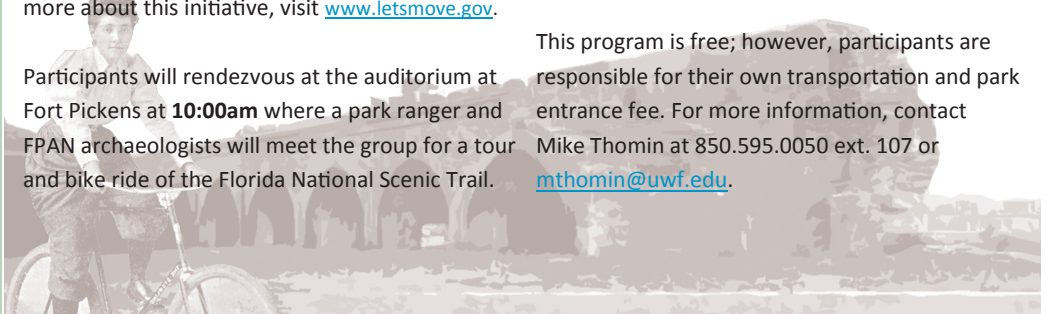 more about this initiative, visit www.letsmove.gov.
Participants will rendezvous at the auditorium at
Fort Pickens at 10:00am where a park ranger and
FPAN archaeologists will meet the group for a tour
and bike ride of the Florida National Scenic Trail.
This program is free; however, participants are
responsible for their own transportation and park
entrance fee. For more information, contact
Mike Thomin at 850.595.0050 ext. 107 or
mthomin@uwf.edu.